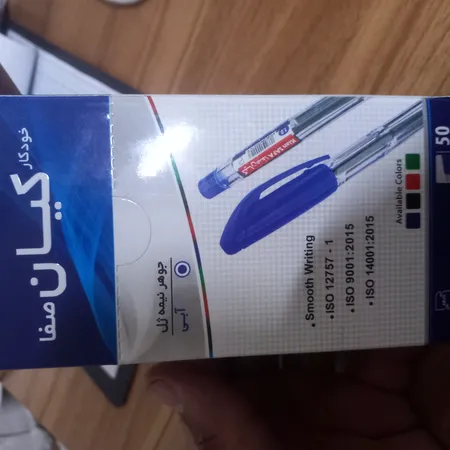 خودکار
کیان
صفا
جوهر نیمه ژل
آبی
• Smooth Writing
• ISO 12757 - 1
• ISO 9001:2015
• ISO 14001:2015
Available Colors
50